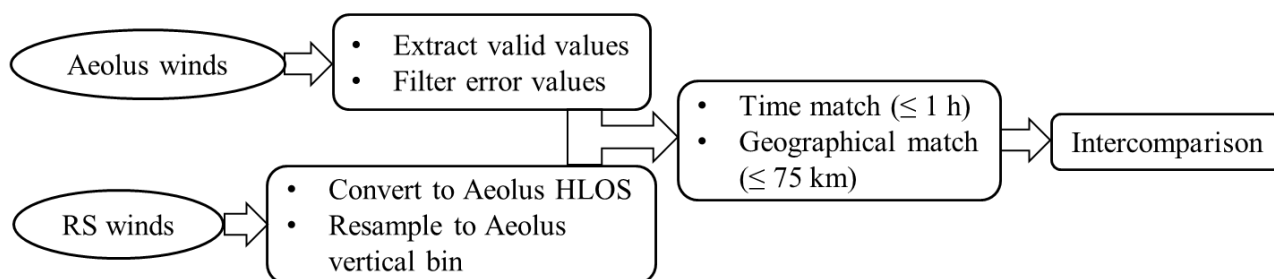 Aeolus winds
• Extract valid values
• Filter error values
RS winds
• Convert to Aeolus HLOS
• Resample to Aeolus
vertical bin
• Time match (≤ 1 h)
• Geographical match
(≤ 75 km)
Intercomparison